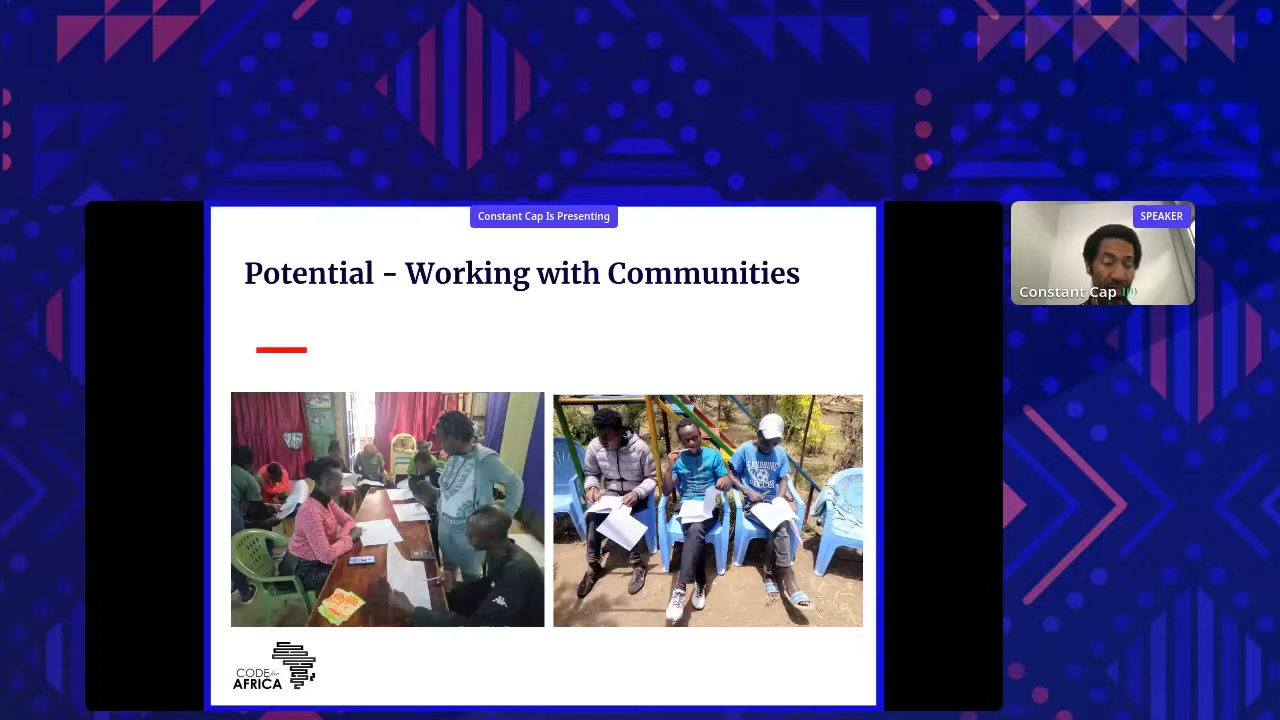 Constant Cap Is Presenting
SPEAKER
Constant Cap
Potential - Working with Communities
CODE for
AFRICA